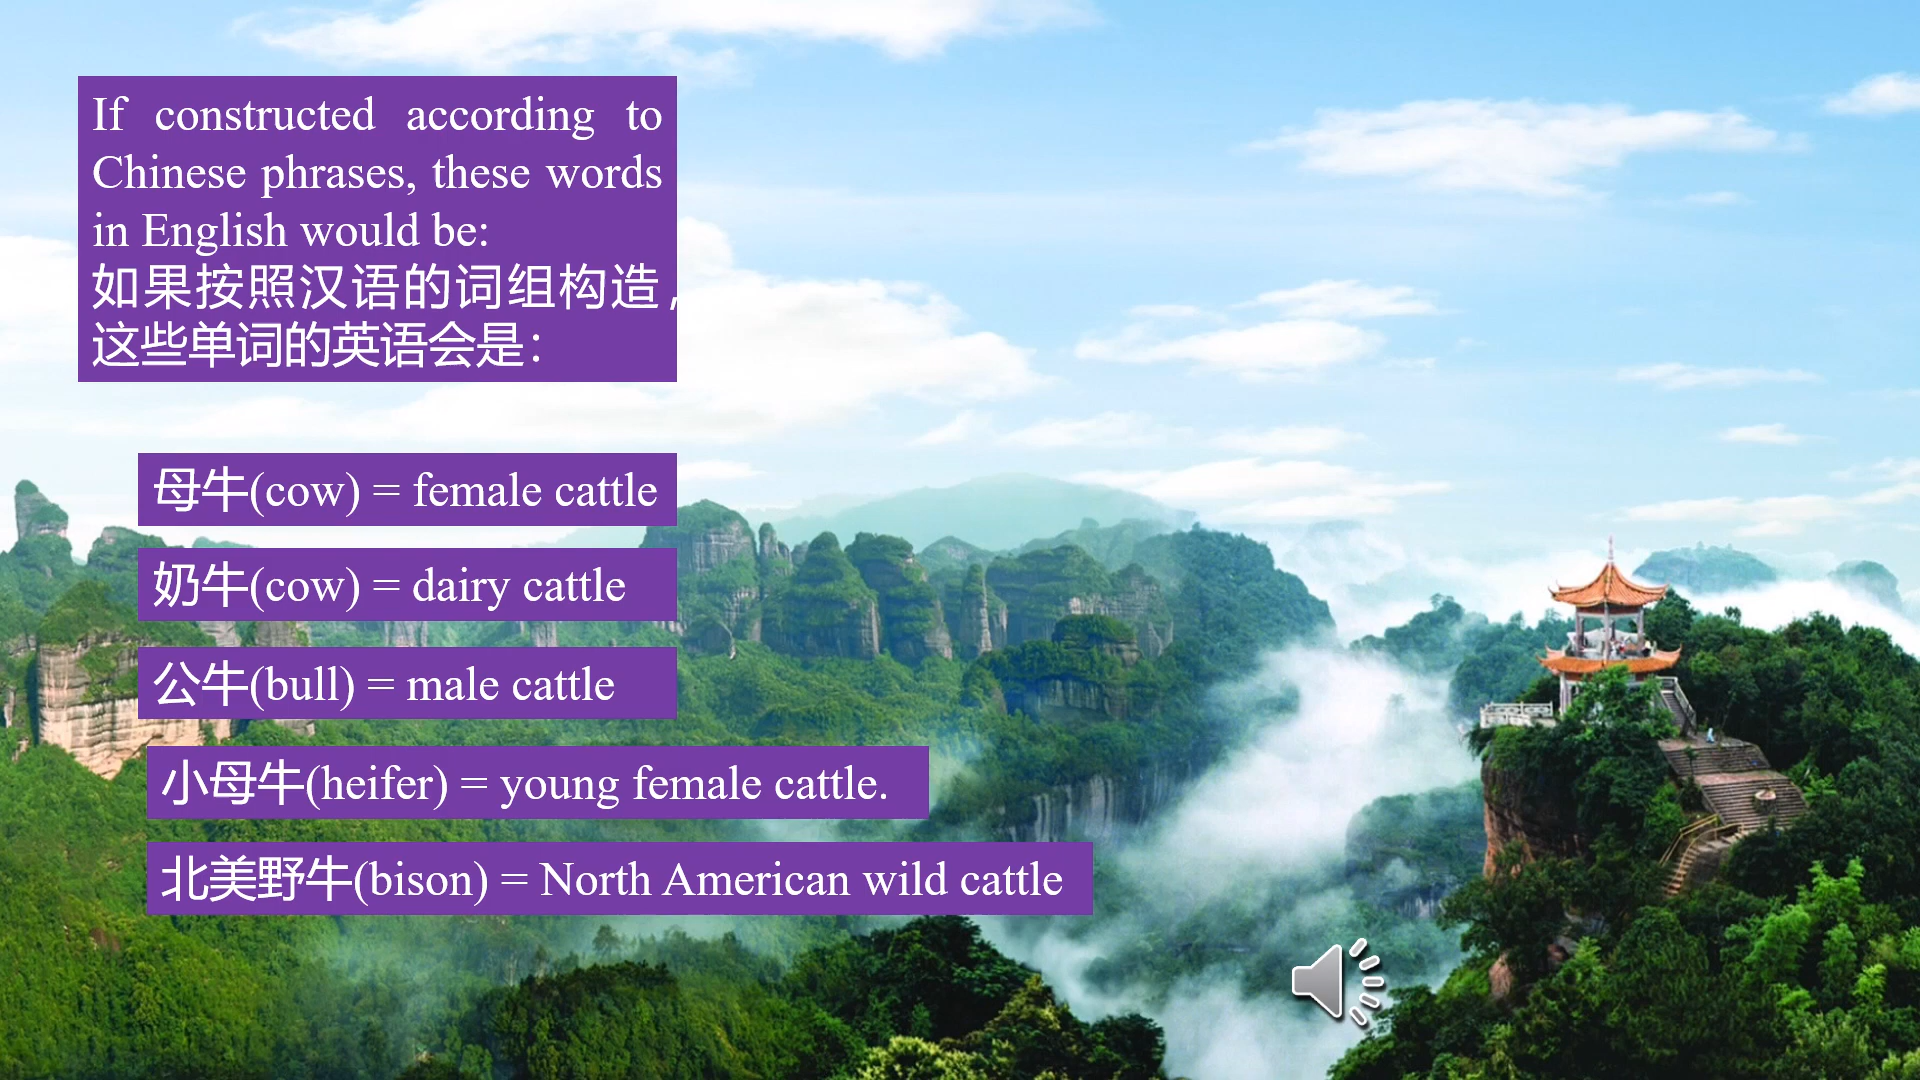 If constructed according to
Chinese phrases, these words
in English would be:
如果按照汉语的词组构造,
这些单词的英语会是:
母牛(cow) = female cattle
奶牛(cow) = dairy cattle
公牛(bull) = male cattle
小母牛(heifer) = young female cattle.
北美野牛(bison) = North American wild cattle